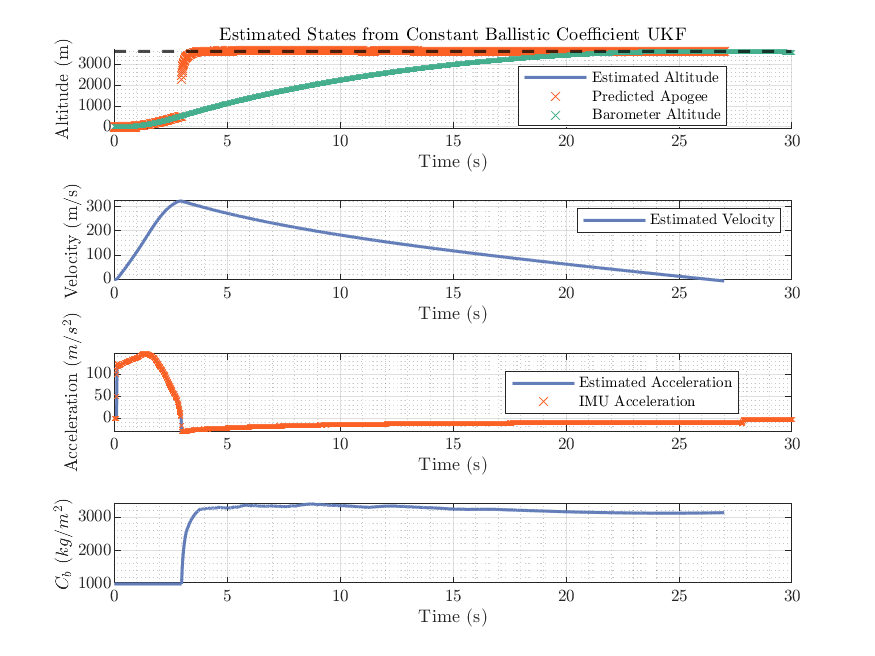 Estimated States from Constant Ballistic Coefficient UKF
Altitude (m)
3000
2000
1000
0
Estimated Altitude
Predicted Apogee
Barometer Altitude
0 5 10 15 20 25 30
Time (s)
Velocity (m/s)
300
200
100
0
Estimated Velocity
0 5 10 15 20 25 30
Time (s)
Acceleration (m/s²)
100
50
0
Estimated Acceleration
IMU Acceleration
0 5 10 15 20 25 30
Time (s)
C_b (kg/m²)
3000
2000
1000
0 5 10 15 20 25 30
Time (s)